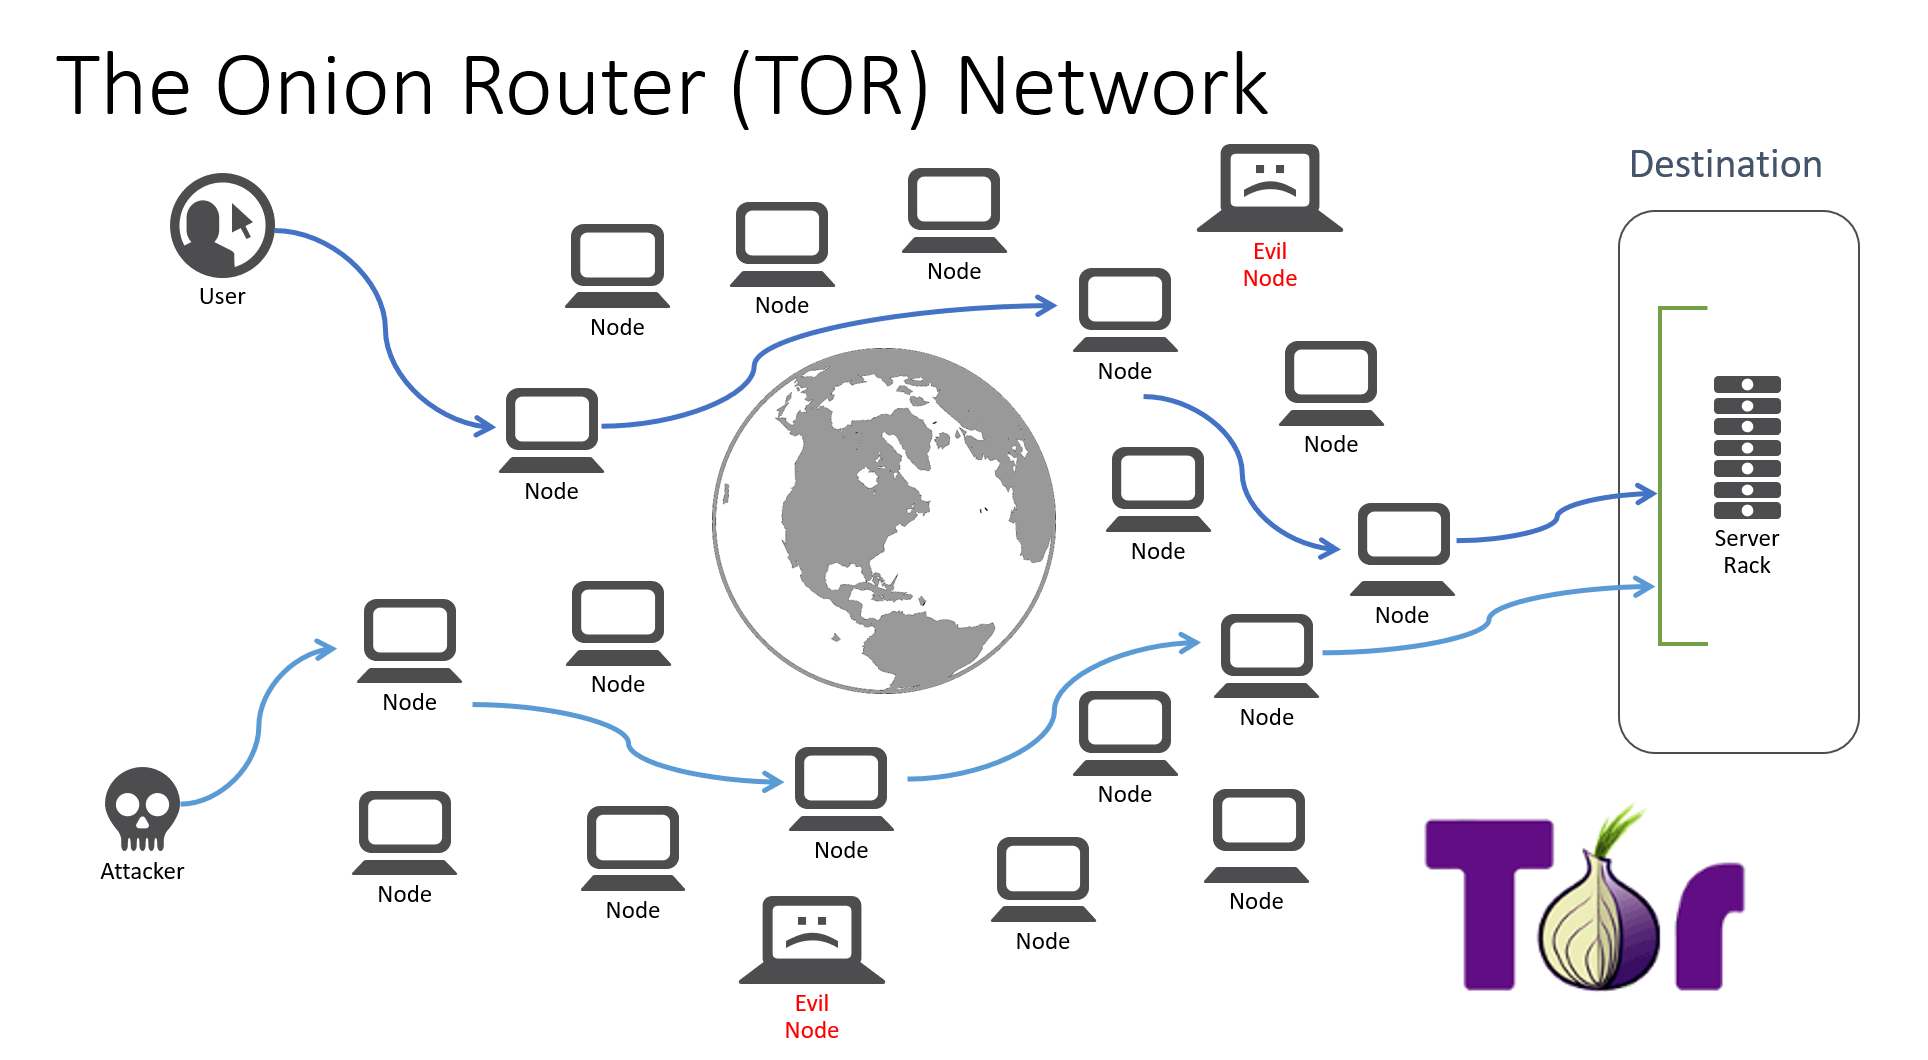 The Onion Router (TOR) Network
Destination
User
Node
Node
Node
Evil
Node
Node
Node
Node
Node
Node
Server
Rack
Node
Node
Node
Node
Attacker
Node
Node
Node
Node
Node
Node
Evil
Node
Tor